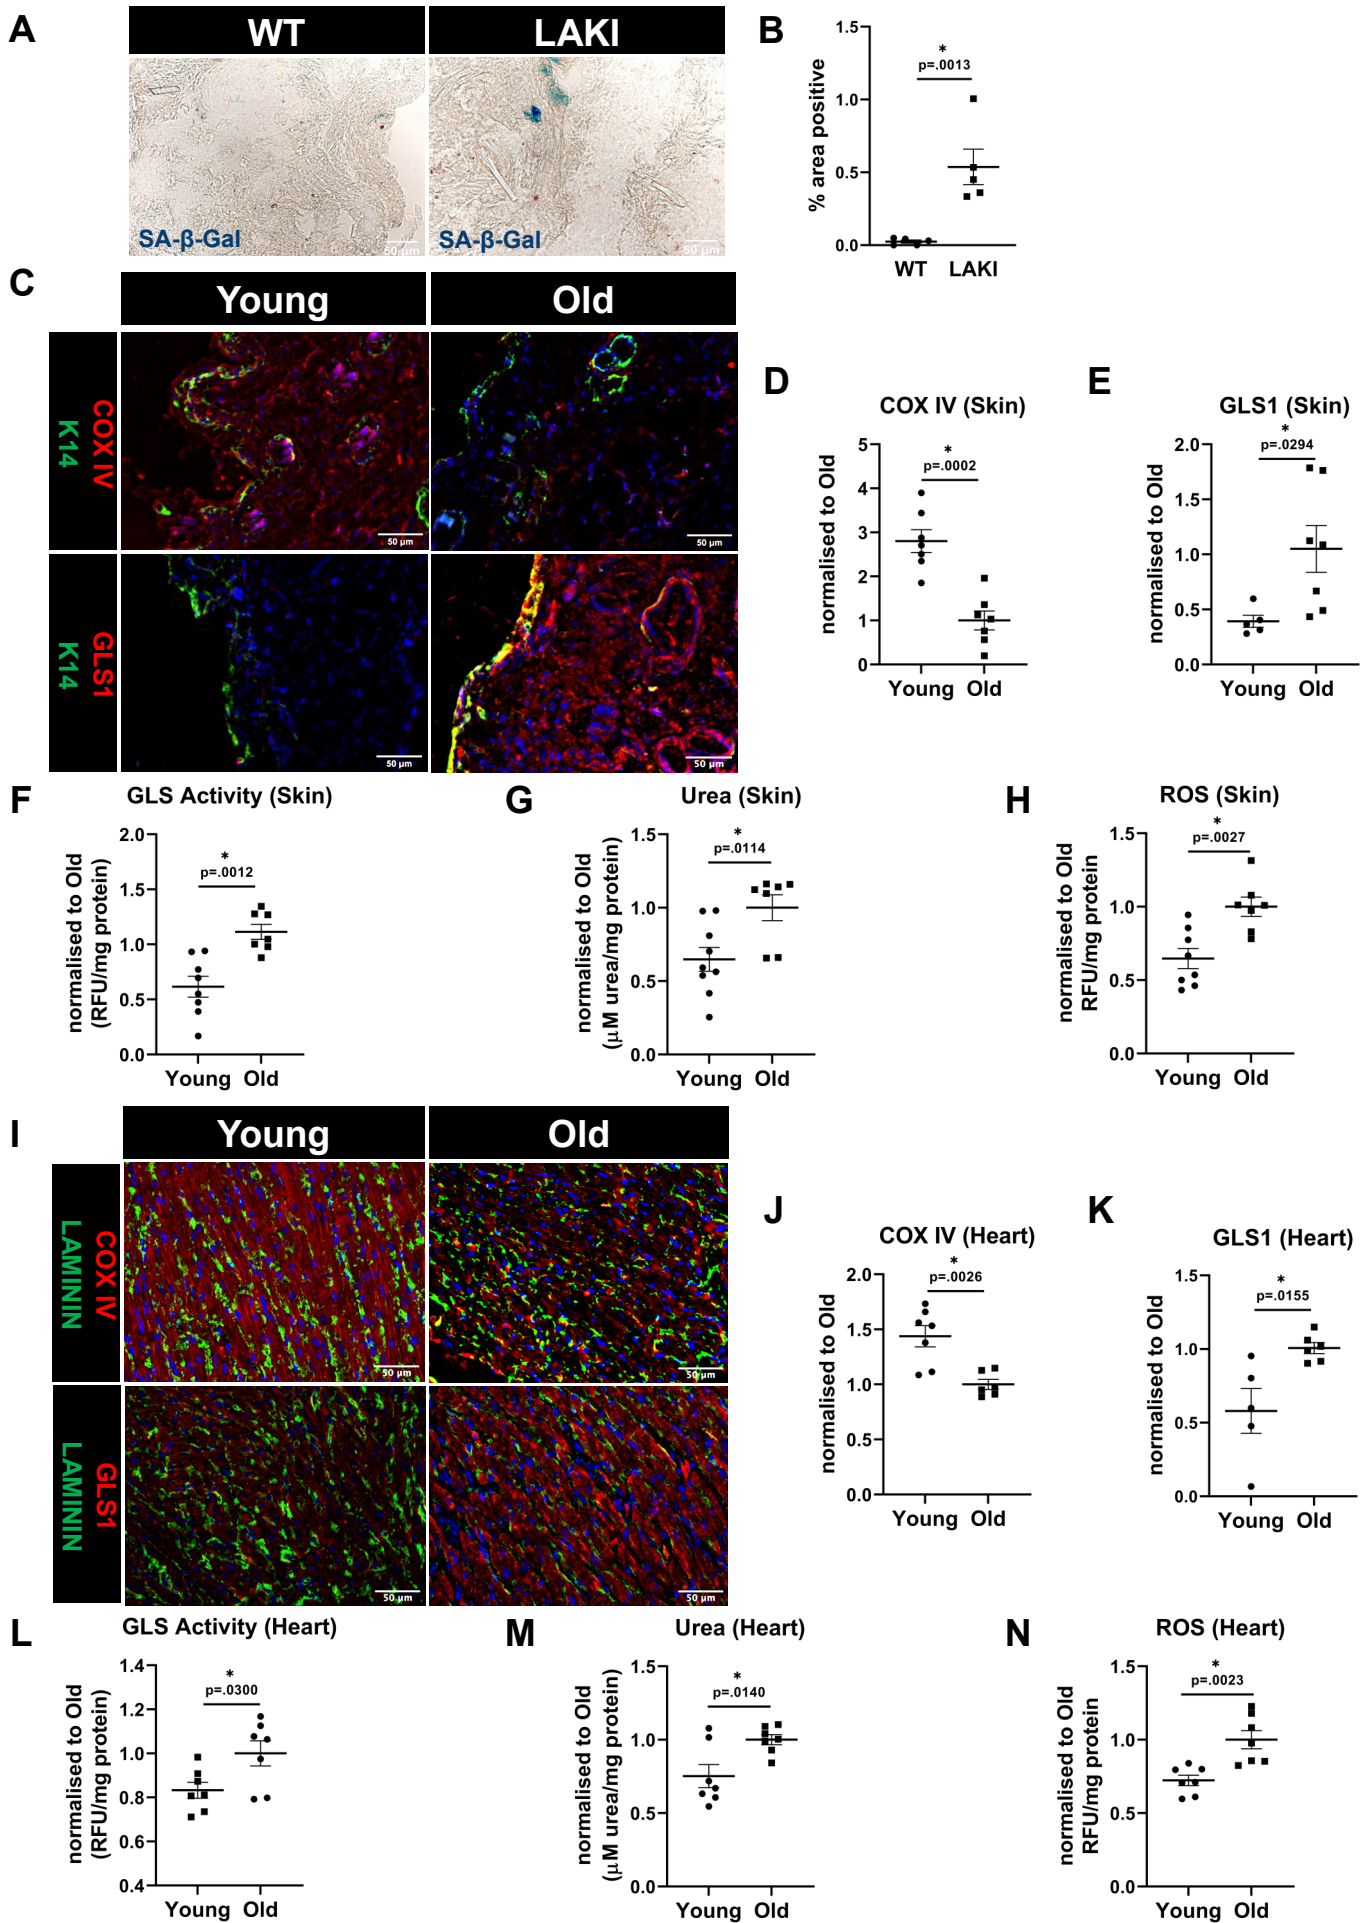 A
WT
LAKI
SA-β-Gal
50 μm
SA-β-Gal
50 μm
B
% area positive
1.5
1.0
0.5
0.0
*
p=.0013
WT LAKI
C
Young
Old
COX IV
K14
50 μm
50 μm
GLS1
K14
50 μm
50 μm
D
COX IV (Skin)
normalised to Old
5
4
3
2
1
0
*
p=.0002
Young Old
E
GLS1 (Skin)
normalised to Old
2.0
1.5
1.0
0.5
0.0
*
p=.0294
Young Old
F
GLS Activity (Skin)
normalised to Old
(RFU/mg protein)
2.0
1.5
1.0
0.5
0.0
*
p=.0012
Young Old
G
Urea (Skin)
normalised to Old
(μM urea/mg protein)
1.5
1.0
0.5
0.0
*
p=.0114
Young Old
H
ROS (Skin)
normalised to Old
RFU/mg protein
1.5
1.0
0.5
0.0
*
p=.0027
Young Old
I
Young
Old
COX IV
LAMININ
50 μm
50 μm
GLS1
LAMININ
50 μm
50 μm
J
COX IV (Heart)
normalised to Old
2.0
1.5
1.0
0.5
0.0
*
p=.0026
Young Old
K
GLS1 (Heart)
normalised to Old
1.5
1.0
0.5
0.0
*
p=.0155
Young Old
L
GLS Activity (Heart)
normalised to Old
(RFU/mg protein)
1.4
1.2
1.0
0.8
0.6
0.4
*
p=.0300
Young Old
M
Urea (Heart)
normalised to Old
(μM urea/mg protein)
1.5
1.0
0.5
0.0
*
p=.0140
Young Old
N
ROS (Heart)
normalised to Old
RFU/mg protein
1.5
1.0
0.5
0.0
*
p=.0023
Young Old